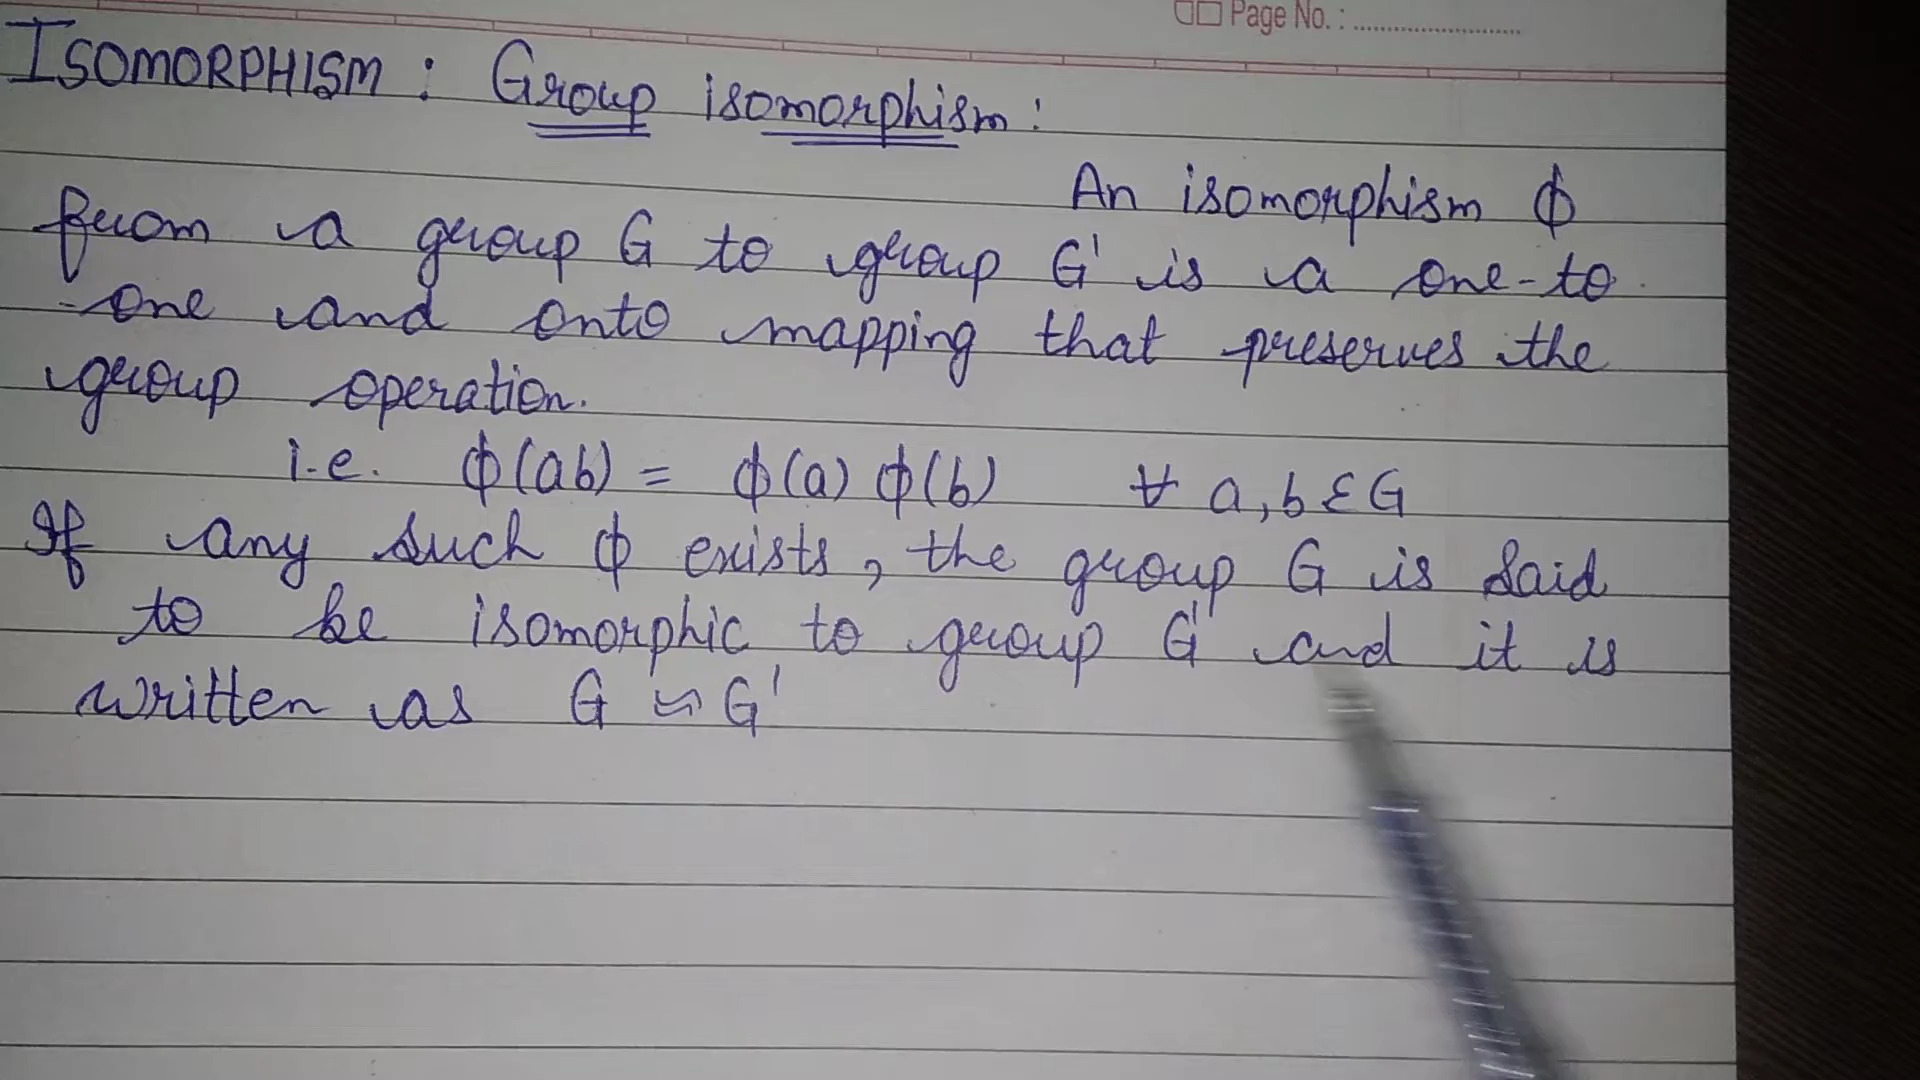 Page No. :
ISOMORPHISM : Group isomorphism :
An isomorphism ϕ
from a group G to group G' is a one-to
-one and onto mapping that preserves the
group operation.
i.e. ϕ(ab) = ϕ(a) ϕ(b) ∀ a, b ε G
If any such ϕ exists, the group G is said
to be isomorphic to group G' and it is
written as G ≈ G'